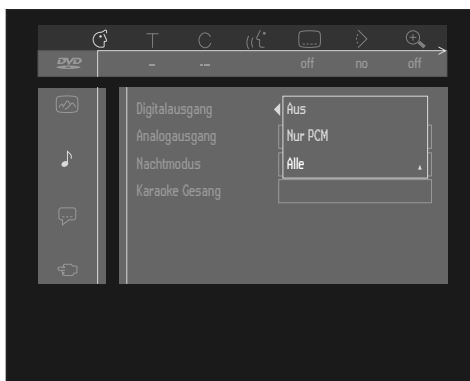 T C
DVD – -– off no off
Digitalausgang Aus
Analogausgang Nur PCM
Nachtmodus Alle
Karaoke Gesang